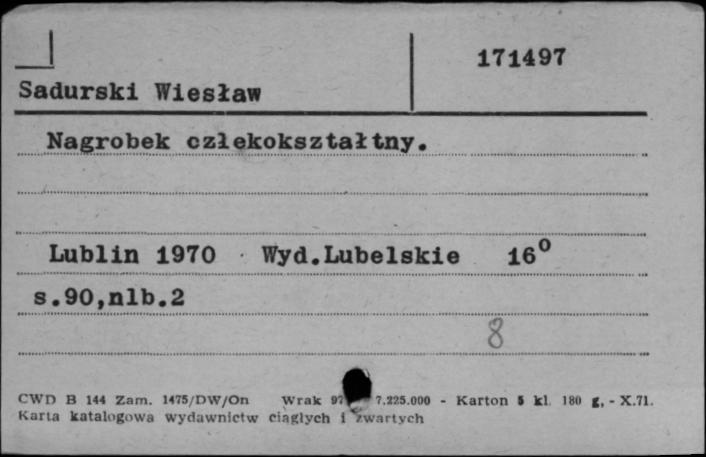 171497
Sadurski Wiesław
Nagrobek człekokształtny.
Lublin 1970 Wyd.Lubelskie 16⁰
s.90,nlb.2
8
CWD B 144 Zam. 1475/DW/On Wrak 7.225.000 - Karton 5 kl. 180 g, - X.71.
Karta katalogowa wydawnictw ciągłych i zwartych